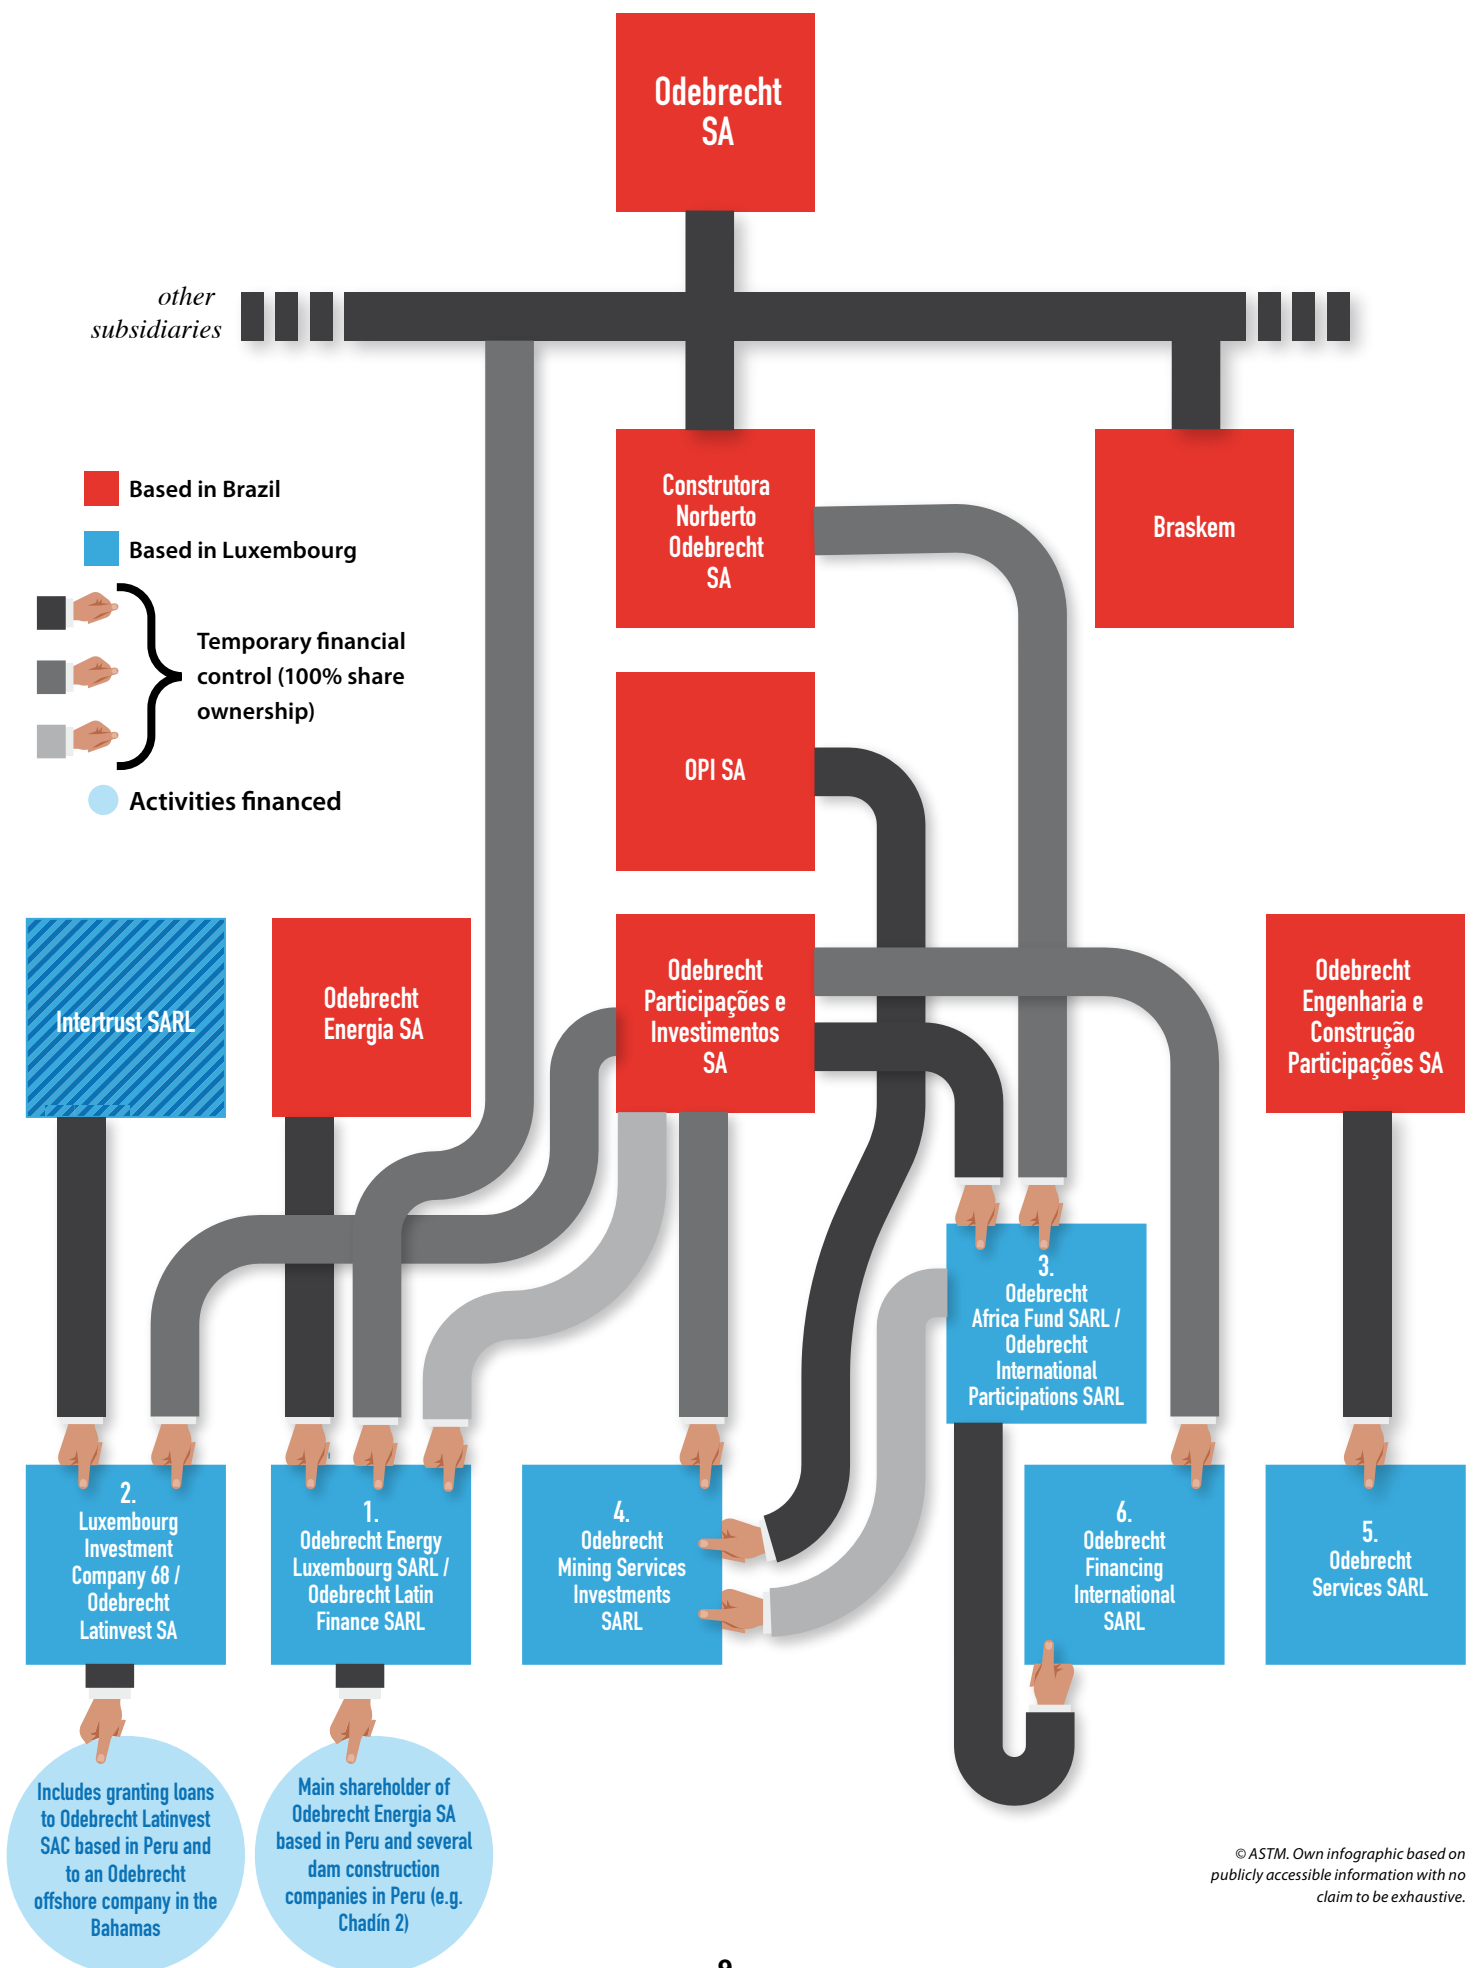 Odebrecht
SA
other
subsidiaries
Based in Brazil
Based in Luxembourg
Temporary financial
control (100% share
ownership)
Activities financed
Construtora
Norberto
Odebrecht
SA
Braskem
OPI SA
Intertrust SARL
Odebrecht
Energia SA
Odebrecht
Participações e
Investimentos
SA
Odebrecht
Engenharia e
Construção
Participações SA
3.
Odebrecht
Africa Fund SARL /
Odebrecht
International
Participations SARL
2.
Luxembourg
Investment
Company 68 /
Odebrecht
Latinvest SA
1.
Odebrecht Energy
Luxembourg SARL /
Odebrecht Latin
Finance SARL
4.
Odebrecht
Mining Services
Investments
SARL
6.
Odebrecht
Financing
International
SARL
5.
Odebrecht
Services SARL
Includes granting loans
to Odebrecht Latinvest
SAC based in Peru and
to an Odebrecht
offshore company in the
Bahamas
Main shareholder of
Odebrecht Energia SA
based in Peru and several
dam construction
companies in Peru (e.g.
Chadín 2)
© ASTM. Own infographic based on
publicly accessible information with no
claim to be exhaustive.